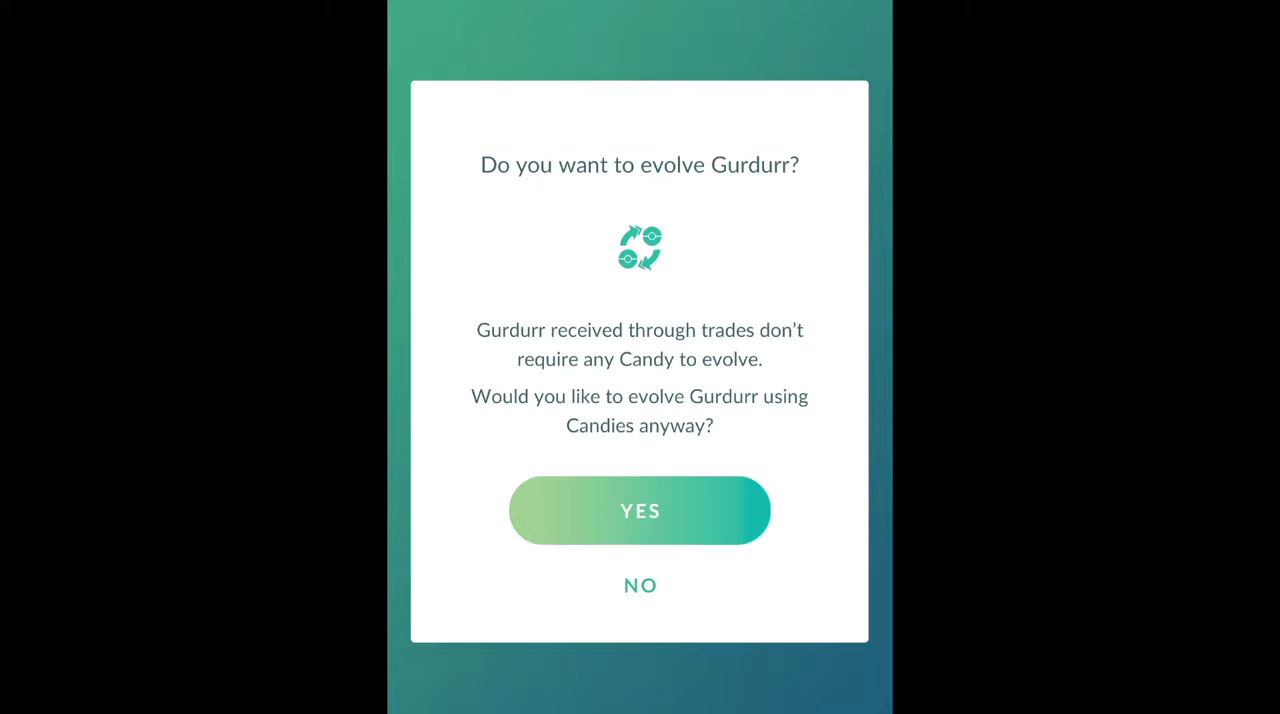 Do you want to evolve Gurdurr?
Gurdurr received through trades don’t
require any Candy to evolve.
Would you like to evolve Gurdurr using
Candies anyway?
YES
NO